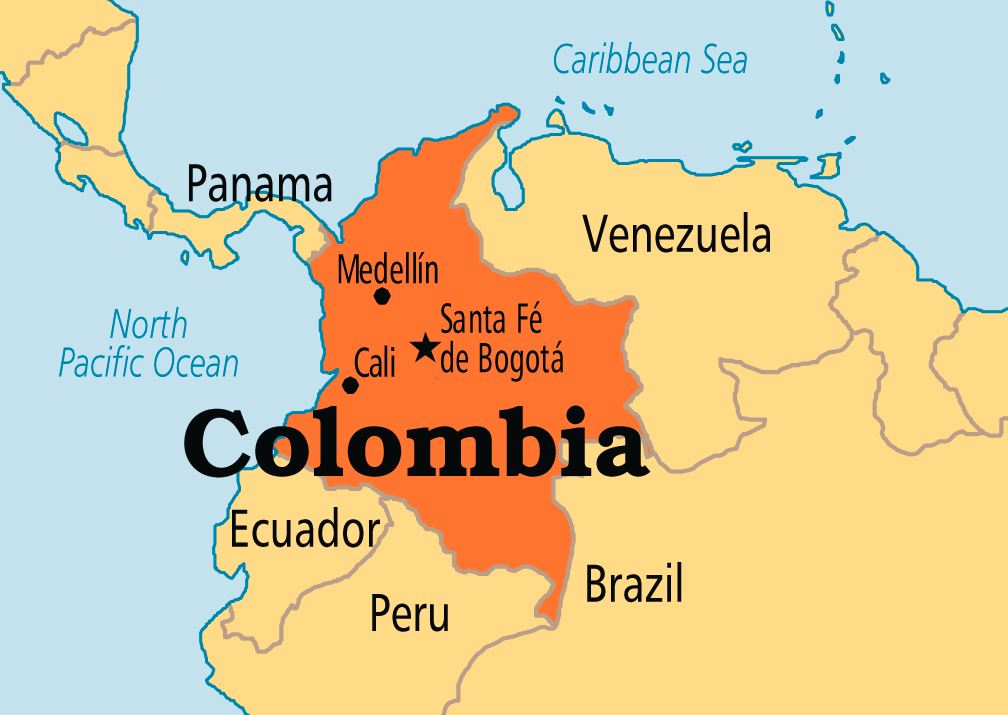 Caribbean Sea
Panama
Venezuela
Medellín
North
Pacific Ocean
Santa Fé
de Bogotá
Cali
Colombia
Ecuador
Brazil
Peru